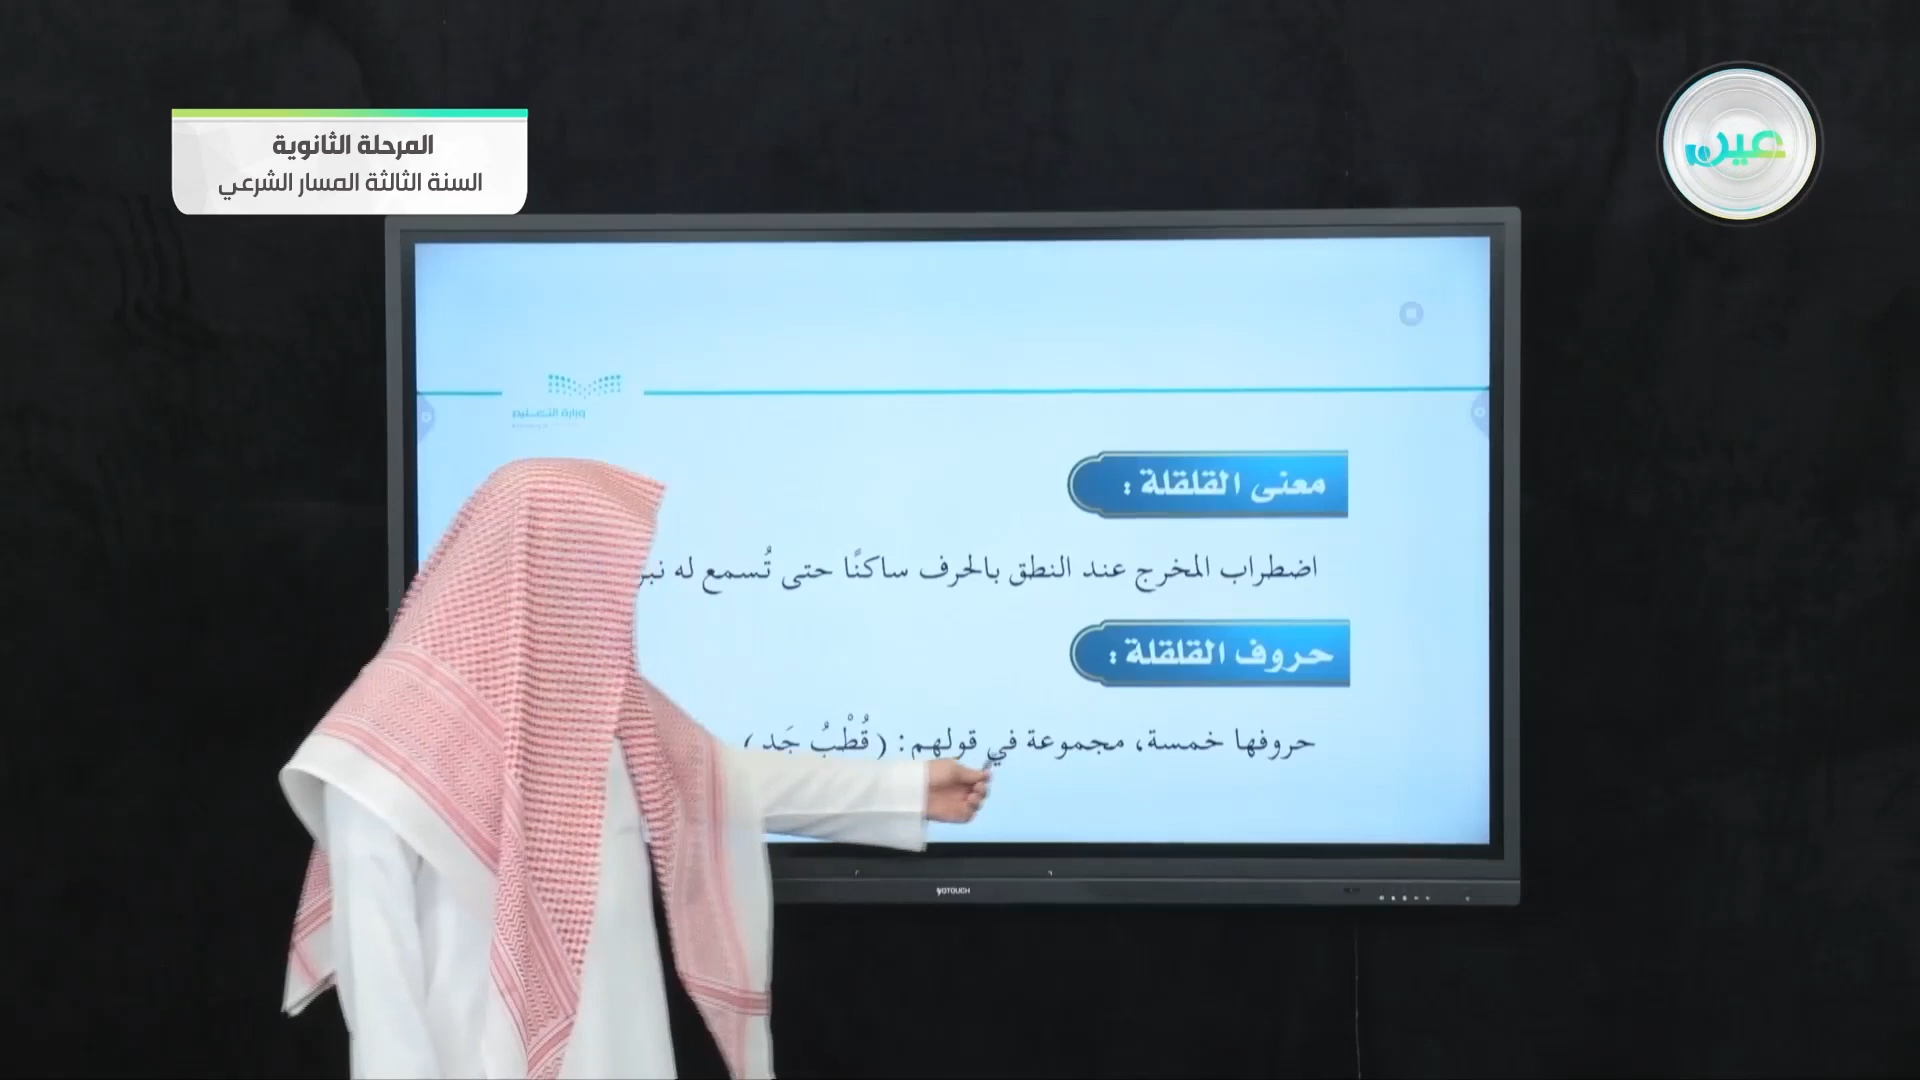 المرحلة الثانوية
السنة الثالثة المسار الشرعي
عين
وزارة التعليم
معنى القلقلة :
اضطراب المخرج عند النطق بالحرف ساكنًا حتى تُسمع له
حروف القلقلة :
حروفها خمسة، مجموعة في قولهم: ( قُطْبُ جَد )
YOTOUCH